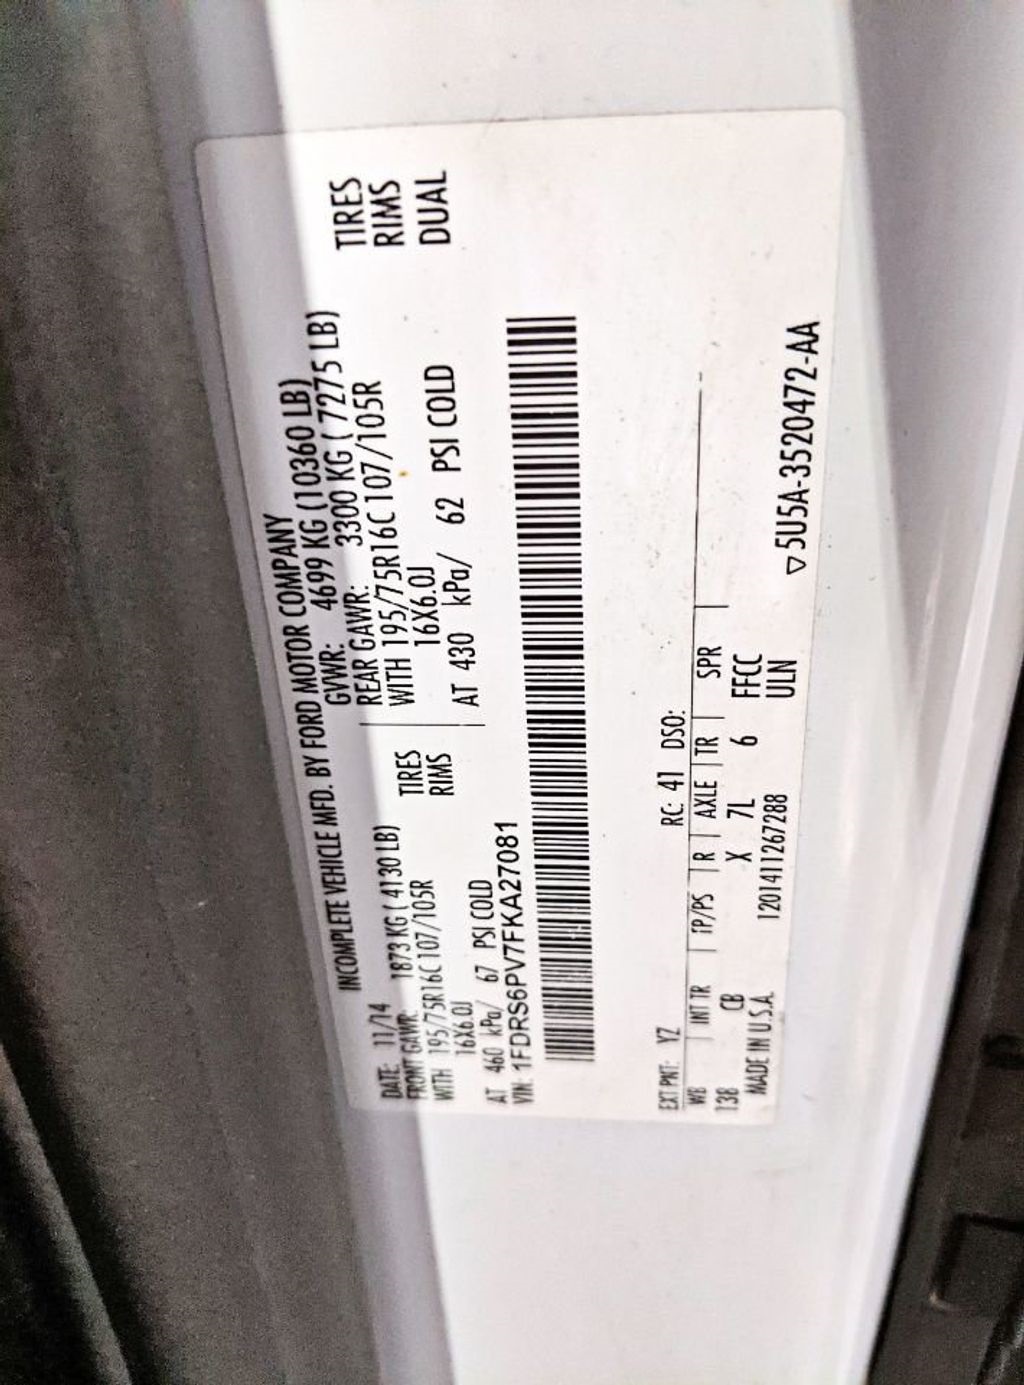 INCOMPLETE VEHICLE MFD. BY FORD MOTOR COMPANY
DATE: 11/14 GVWR: 4699 KG (10360 LB)
FRONT GAWR: 1873 KG ( 4130 LB) REAR GAWR: 3300 KG ( 7275 LB)
WITH 195/75R16C 107/105R TIRES WITH 195/75R16C 107/105R TIRES
16X6.0J RIMS 16X6.0J RIMS
AT 460 kPa/ 67 PSI COLD AT 430 kPa/ 62 PSI COLD DUAL
VIN: 1FDRS6PV7FKA27081
EXT PNT: YZ RC: 41 DSO:
WB INT TR TP/PS R AXLE TR SPR
138 CB X 7L 6 FFCC
MADE IN U.S.A. 1201411267288 ULN
▽5U5A-3520472-AA